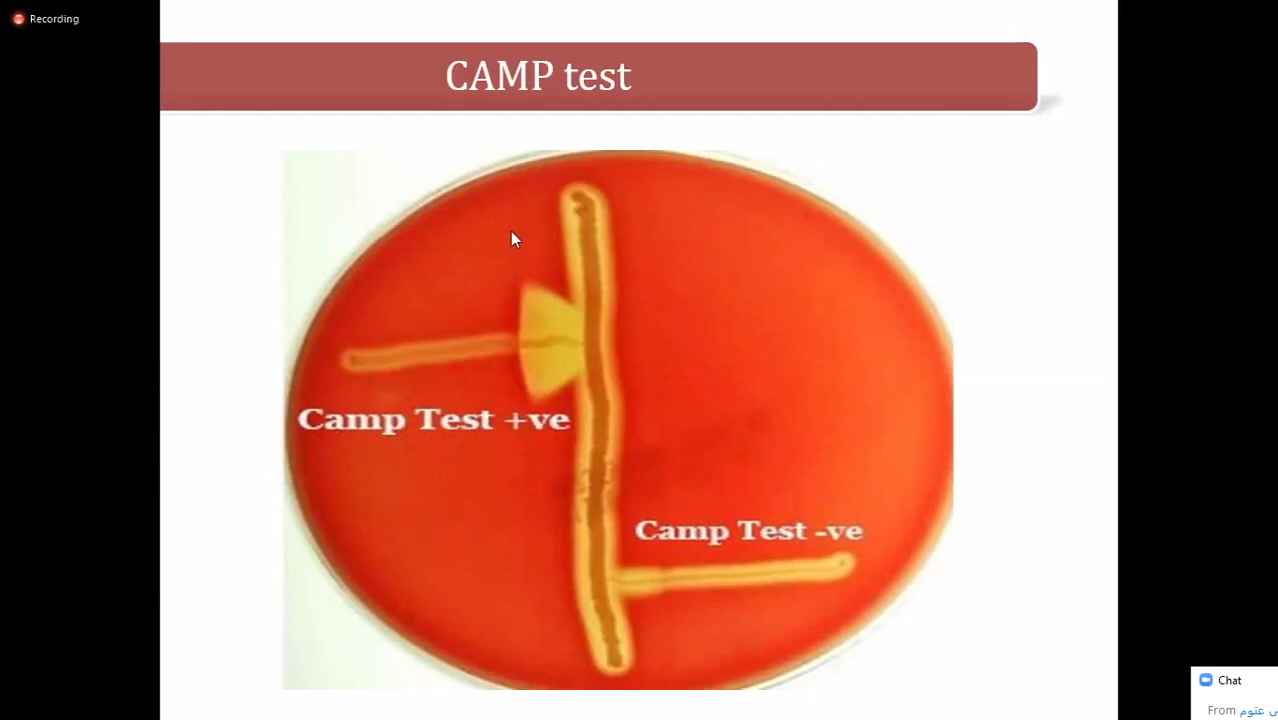 Recording
CAMP test
Camp Test +ve
Camp Test -ve
Chat
From